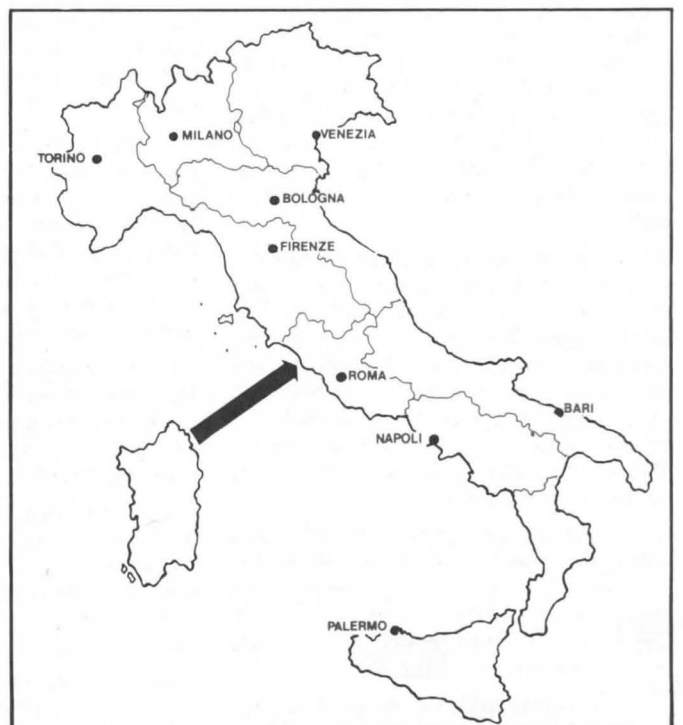 MILANO
VENEZIA
TORINO
BOLOGNA
FIRENZE
ROMA
BARI
NAPOLI
PALERMO